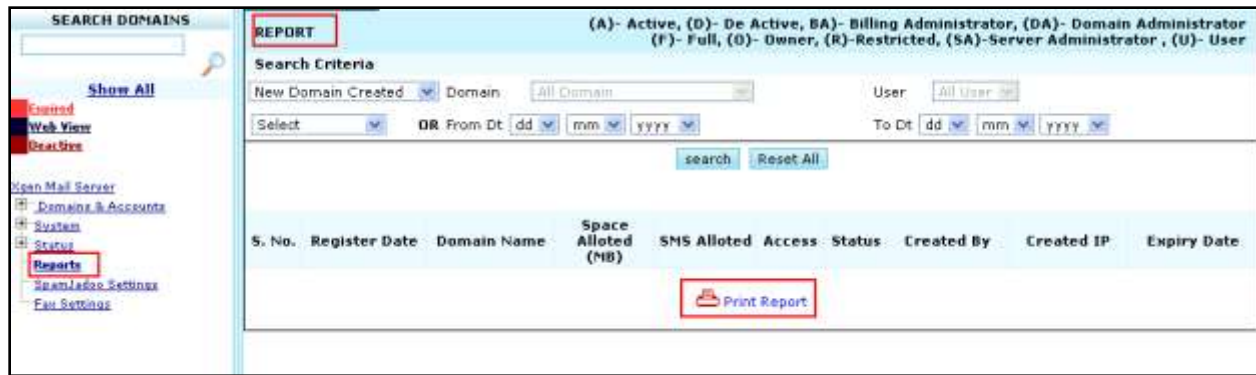 SEARCH DOMAINS
Show All
Expired
Web View
Deactive
Xgen Mail Server
Domains & Accounts
System
Status
Reports
SpamJadoo Settings
Fax Settings
REPORT
(A)- Active, (D)- De Active, BA)- Billing Administrator, (DA)- Domain Administrator
(F)- Full, (O)- Owner, (R)-Restricted, (SA)-Server Administrator , (U)- User
Search Criteria
New Domain Created Domain All Domain User All User
Select OR From Dt dd mm yyyy To Dt dd mm yyyy
search Reset All
S. No. Register Date Domain Name Space Alloted (MB) SMS Alloted Access Status Created By Created IP Expiry Date
Print Report